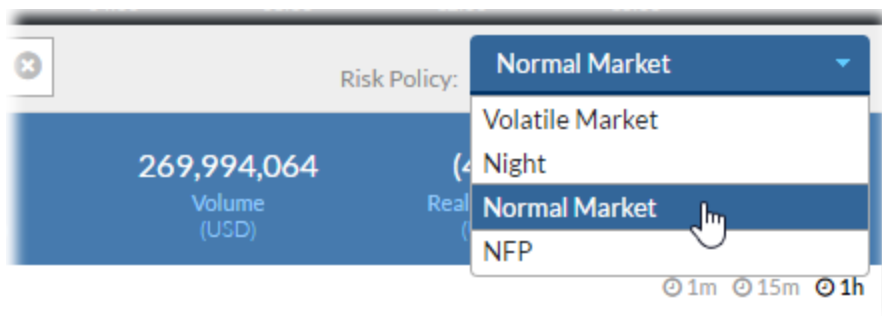 Risk Policy: Normal Market
Volatile Market
Night
Normal Market
NFP
269,994,064
Volume
(USD)
1m 15m 1h